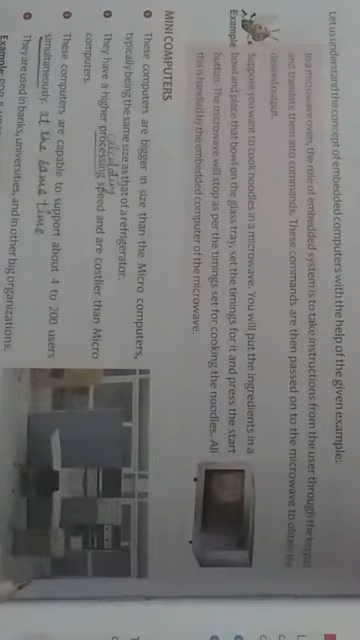 Let us understand the concept of embedded computers with the help of the given example:
In a microwave oven, the role of embedded system is to take instructions from the user through the keypad
and translate them into commands. These commands are then passed on to the microwave to obtain the
desired output.
Suppose you want to cook noodles in a microwave. You will put the ingredients in a
Example bowl and place that bowl on the glass tray, set the timings for it and press the start
button. The microwave will stop as per the timings set for cooking the noodles. All
this is handled by the embedded computer of the microwave.
MINI COMPUTERS
These computers are bigger in size than the Micro computers,
typically being the same size as that of a refrigerator.
calculating
They have a higher processing speed and are costlier than Micro
computers.
These computers are capable to support about 4 to 200 users
simultaneously. at the same time
They are used in banks, universities, and in other big organizations.
Example: